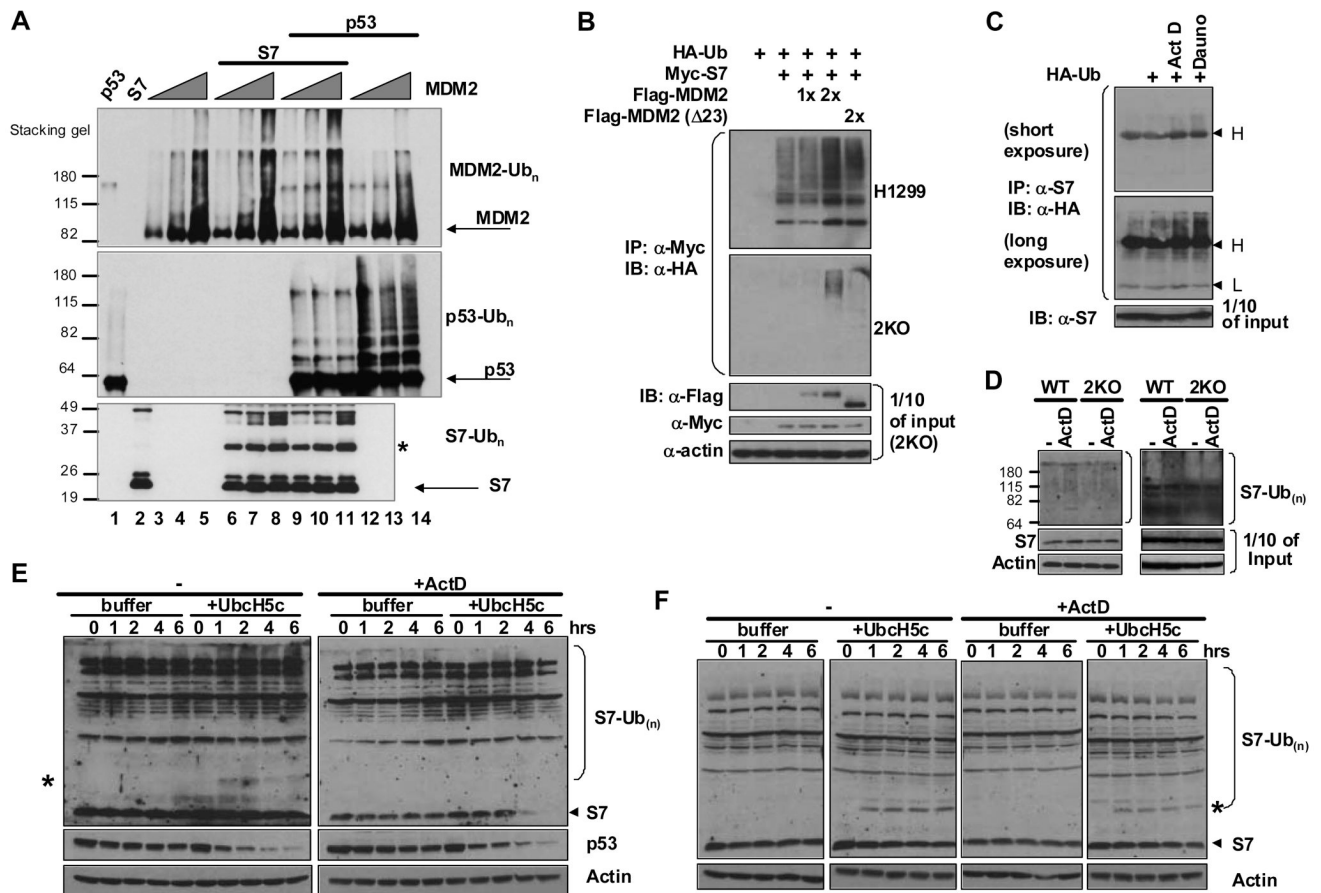 A
p53
S7
p53 S7 MDM2
Stacking gel
180
115
82
MDM2-Ubn
MDM2
180
115
82
64
p53-Ubn
p53
49
37
26
19
S7-Ubn
*
S7
1 2 3 4 5 6 7 8 9 10 11 12 13 14
B
HA-Ub + + + + +
Myc-S7 + + + +
Flag-MDM2 1x 2x
Flag-MDM2 (Δ23) 2x
IP: α-Myc
IB: α-HA
H1299
2KO
IB: α-Flag
α-Myc
α-actin
1/10
of input
(2KO)
C
HA-Ub + +Act D +Dauno
(short
exposure)
H
IP: α-S7
IB: α-HA
(long
exposure)
H
L
IB: α-S7
1/10
of input
D
WT 2KO WT 2KO
- ActD - ActD - ActD - ActD
180
115
82
64
S7-Ub(n)
S7
Actin
1/10 of
Input
E
- +ActD
buffer +UbcH5c buffer +UbcH5c
0 1 2 4 6 0 1 2 4 6 hrs 0 1 2 4 6 0 1 2 4 6
S7-Ub(n)
*
S7
p53
Actin
F
- +ActD
buffer +UbcH5c buffer +UbcH5c
0 1 2 4 6 0 1 2 4 6 0 1 2 4 6 0 1 2 4 6 hrs
S7-Ub(n)
*
S7
Actin